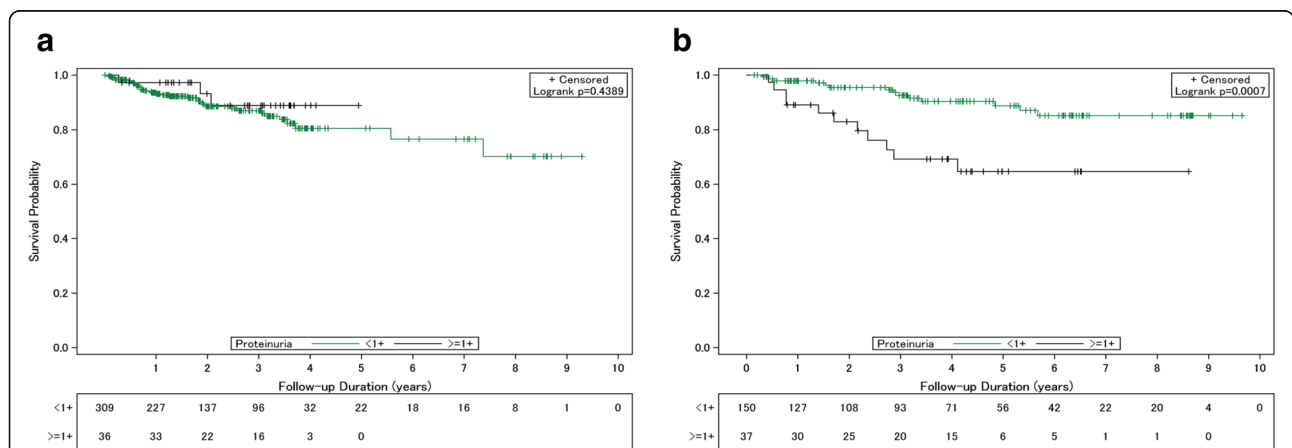 a
1.0
0.8
0.6
0.4
0.2
0.0
Survival Probability
+ Censored
Logrank p=0.4389
Proteinuria <1+ >=1+
1 2 3 4 5 6 7 8 9 10
Follow-up Duration (years)
<1+ 309 227 137 96 32 22 18 16 8 1 0
>=1+ 36 33 22 16 3 0
b
1.0
0.8
0.6
0.4
0.2
0.0
Survival Probability
+ Censored
Logrank p=0.0007
Proteinuria <1+ >=1+
0 1 2 3 4 5 6 7 8 9 10
Follow-up Duration (years)
<1+ 150 127 108 93 71 56 42 22 20 4 0
>=1+ 37 30 25 20 15 6 5 1 1 0